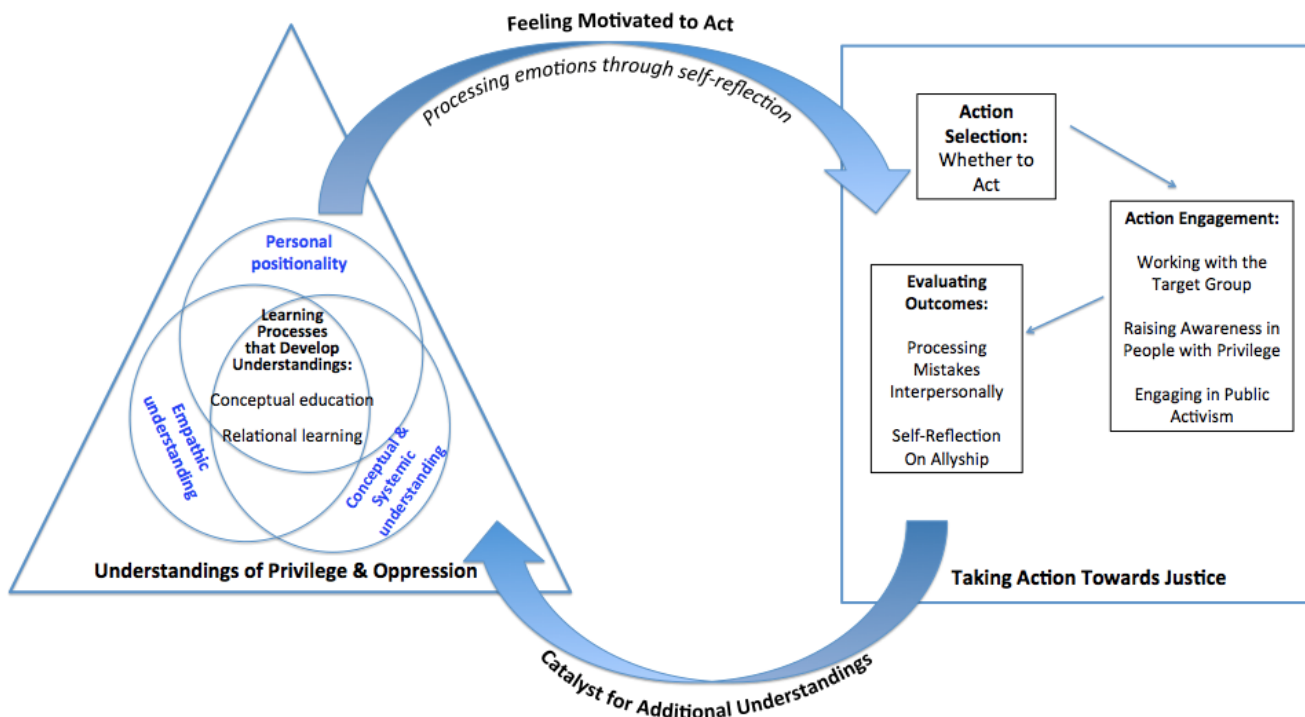 Feeling Motivated to Act
Processing emotions through self-reflection
Personal
positionality
Learning
Processes
that Develop
Understandings:
Conceptual education
Relational learning
Empathic
understanding
Conceptual &
Systemic
understanding
Understandings of Privilege & Oppression
Action
Selection:
Whether to
Act
Action Engagement:
Working with the
Target Group
Raising Awareness in
People with Privilege
Engaging in Public
Activism
Evaluating
Outcomes:
Processing
Mistakes
Interpersonally
Self-Reflection
On Allyship
Taking Action Towards Justice
Catalyst for Additional Understandings